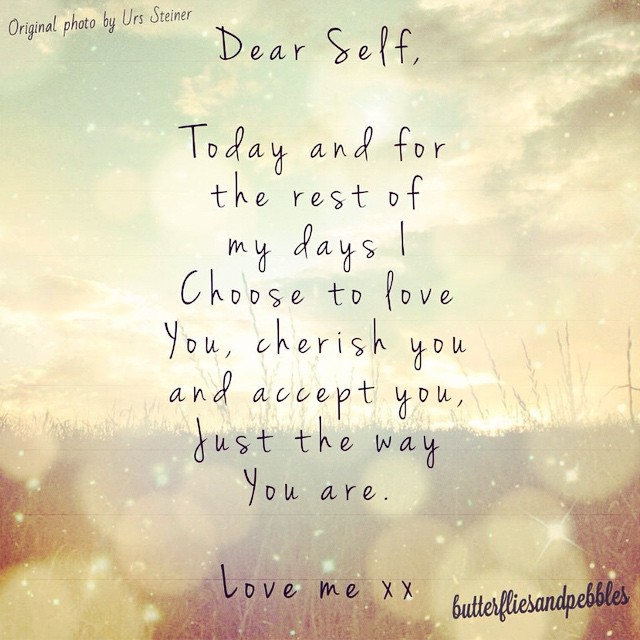 Original photo by Urs Steiner
Dear Self,
Today and for
the rest of
my days I
Choose to love
You, cherish you
and accept you,
Just the way
You are.
Love me xx
butterfliesandpebbles